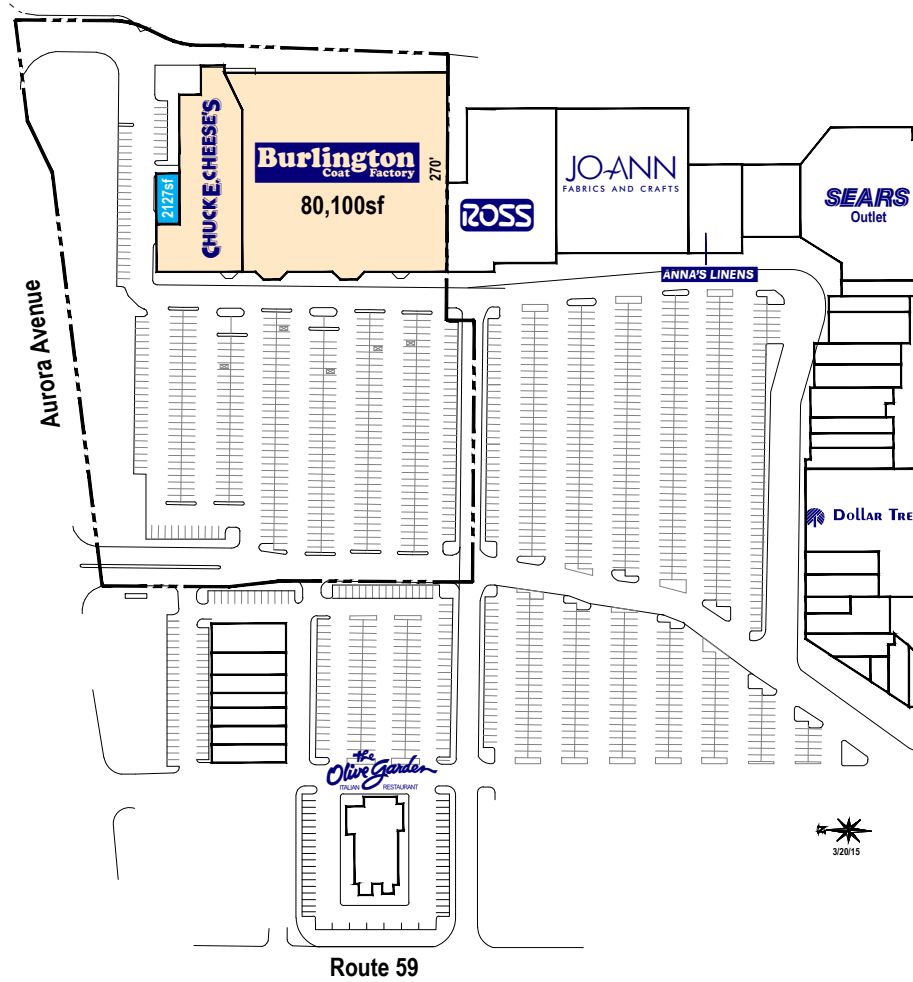 CHUCK E. CHEESE'S
2127sf
Burlington
Coat Factory
80,100sf
270'
ROSS
JO-ANN
FABRICS AND CRAFTS
ANNA'S LINENS
SEARS
Outlet
Aurora Avenue
Dollar Tre
the
Olive Garden
ITALIAN RESTAURANT
N
3/20/15
Route 59